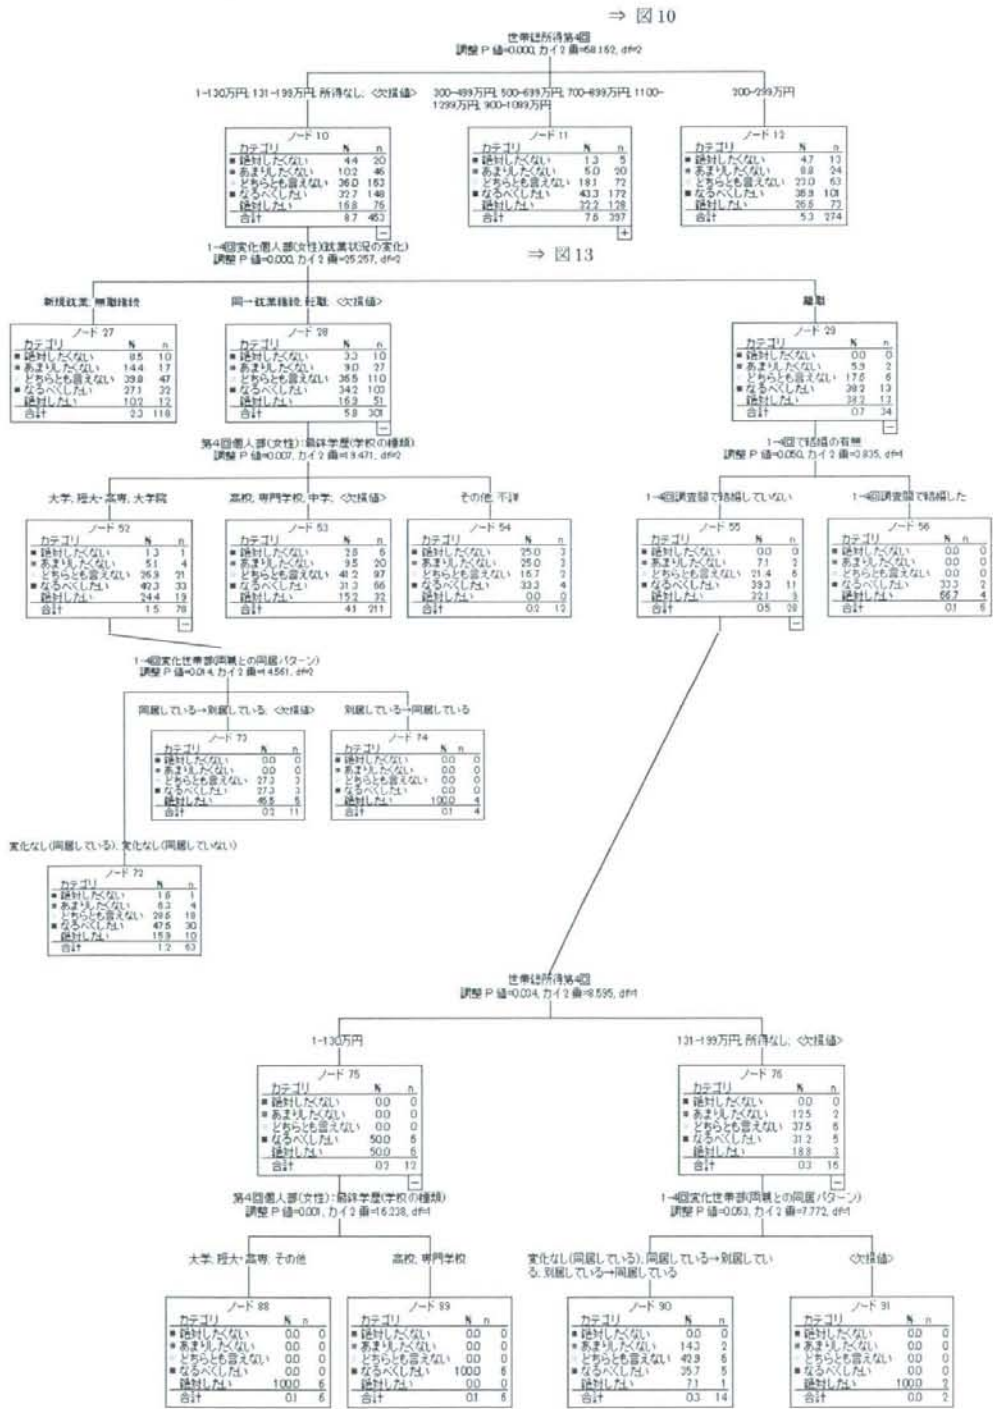 ⇒ 図10
世帯総所得第4回
調整 P 値=0.000, カイ2乗=58.152, df=2
1-130万円; 131-199万円; 所得なし; <欠損値>
300-499万円; 500-699万円; 700-899万円; 1100-
1299万円; 900-1099万円
200-299万円
ノード 10
カテゴリ % n
絶対したくない 4.4 20
あまりしたくない 10.2 46
どちらとも言えない 36.0 163
なるべくしたい 32.7 148
絶対したい 16.8 76
合計 8.7 453
ノード 11
カテゴリ % n
絶対したくない 1.3 5
あまりしたくない 5.0 20
どちらとも言えない 18.1 72
なるべくしたい 43.3 172
絶対したい 32.2 128
合計 7.6 397
ノード 12
カテゴリ % n
絶対したくない 4.7 13
あまりしたくない 8.8 24
どちらとも言えない 23.0 63
なるべくしたい 36.9 101
絶対したい 26.6 73
合計 5.3 274
⇒ 図13
1-4回変化個人部(女性)(就業状況の変化)
調整 P 値=0.000, カイ2乗=25.257, df=2
新規就業; 無職継続
同一就業継続; 転職; <欠損値>
離職
ノード 27
カテゴリ % n
絶対したくない 8.5 10
あまりしたくない 14.4 17
どちらとも言えない 39.8 47
なるべくしたい 27.1 32
絶対したい 10.2 12
合計 2.3 118
ノード 28
カテゴリ % n
絶対したくない 3.3 10
あまりしたくない 9.0 27
どちらとも言えない 36.5 110
なるべくしたい 34.2 103
絶対したい 16.9 51
合計 5.8 301
ノード 29
カテゴリ % n
絶対したくない 0.0 0
あまりしたくない 5.9 2
どちらとも言えない 17.6 6
なるべくしたい 38.2 13
絶対したい 38.2 13
合計 0.7 34
第4回個人部(女性):最終学歴(学校の種類)
調整 P 値=0.007, カイ2乗=19.471, df=2
1-4回で結婚の有無
調整 P 値=0.050, カイ2乗=3.835, df=1
大学; 短大・高専; 大学院
高校; 専門学校; 中学; <欠損値>
その他; 不詳
1-4回調査間で結婚していない
1-4回調査間で結婚した
ノード 52
カテゴリ % n
絶対したくない 1.3 1
あまりしたくない 5.1 4
どちらとも言えない 26.9 21
なるべくしたい 42.3 33
絶対したい 24.4 19
合計 1.5 78
ノード 53
カテゴリ % n
絶対したくない 2.8 6
あまりしたくない 9.5 20
どちらとも言えない 41.2 87
なるべくしたい 31.3 66
絶対したい 15.2 32
合計 4.1 211
ノード 54
カテゴリ % n
絶対したくない 25.0 3
あまりしたくない 25.0 3
どちらとも言えない 16.7 2
なるべくしたい 33.3 4
絶対したい 0.0 0
合計 0.2 12
ノード 55
カテゴリ % n
絶対したくない 0.0 0
あまりしたくない 7.1 2
どちらとも言えない 21.4 6
なるべくしたい 39.3 11
絶対したい 32.1 9
合計 0.5 28
ノード 56
カテゴリ % n
絶対したくない 0.0 0
あまりしたくない 0.0 0
どちらとも言えない 0.0 0
なるべくしたい 33.3 2
絶対したい 66.7 4
合計 0.1 6
1-4回変化世帯部(両親との同居パターン)
調整 P 値=0.014, カイ2乗=14.561, df=2
同居している→別居している; <欠損値>
別居している→同居している
ノード 73
カテゴリ % n
絶対したくない 0.0 0
あまりしたくない 0.0 0
どちらとも言えない 27.3 3
なるべくしたい 27.3 3
絶対したい 45.5 5
合計 0.2 11
ノード 74
カテゴリ % n
絶対したくない 0.0 0
あまりしたくない 0.0 0
どちらとも言えない 0.0 0
なるべくしたい 0.0 0
絶対したい 100.0 4
合計 0.1 4
変化なし(同居している); 変化なし(同居していない)
ノード 72
カテゴリ % n
絶対したくない 1.6 1
あまりしたくない 6.3 4
どちらとも言えない 28.6 18
なるべくしたい 47.6 30
絶対したい 15.9 10
合計 1.2 63
世帯総所得第4回
調整 P 値=0.034, カイ2乗=8.595, df=1
1-130万円
131-199万円; 所得なし; <欠損値>
ノード 75
カテゴリ % n
絶対したくない 0.0 0
あまりしたくない 0.0 0
どちらとも言えない 0.0 0
なるべくしたい 50.0 6
絶対したい 50.0 6
合計 0.2 12
ノード 76
カテゴリ % n
絶対したくない 0.0 0
あまりしたくない 12.5 2
どちらとも言えない 37.5 6
なるべくしたい 31.2 5
絶対したい 18.8 3
合計 0.3 16
第4回個人部(女性):最終学歴(学校の種類)
調整 P 値=0.001, カイ2乗=16.238, df=1
1-4回変化世帯部(両親との同居パターン)
調整 P 値=0.053, カイ2乗=7.772, df=1
大学; 短大・高専; その他
高校; 専門学校
変化なし(同居している); 同居している→別居してい
る; 別居している→同居している
<欠損値>
ノード 88
カテゴリ % n
絶対したくない 0.0 0
あまりしたくない 0.0 0
どちらとも言えない 0.0 0
なるべくしたい 0.0 0
絶対したい 100.0 6
合計 0.1 6
ノード 89
カテゴリ % n
絶対したくない 0.0 0
あまりしたくない 0.0 0
どちらとも言えない 0.0 0
なるべくしたい 100.0 6
絶対したい 0.0 0
合計 0.1 6
ノード 90
カテゴリ % n
絶対したくない 0.0 0
あまりしたくない 14.3 2
どちらとも言えない 42.9 6
なるべくしたい 35.7 5
絶対したい 7.1 1
合計 0.3 14
ノード 91
カテゴリ % n
絶対したくない 0.0 0
あまりしたくない 0.0 0
どちらとも言えない 0.0 0
なるべくしたい 0.0 0
絶対したい 100.0 2
合計 0.0 2